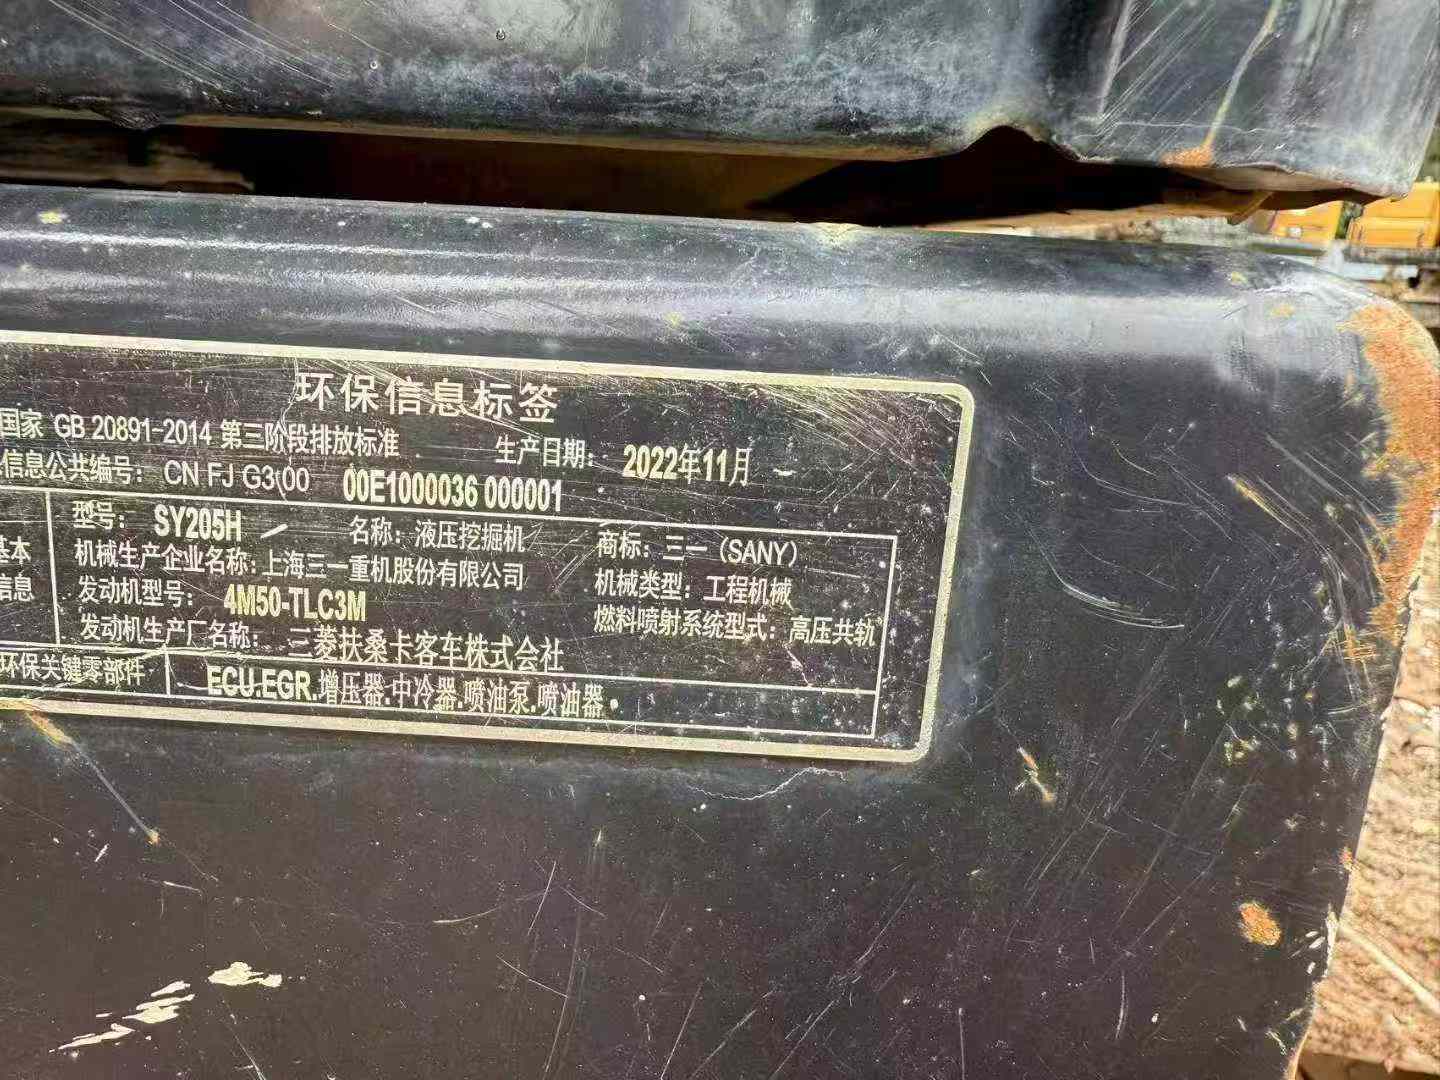 环保信息标签
国家 GB 20891-2014 第三阶段排放标准 生产日期： 2022年11月
信息公共编号： CN FJ G3 00 00E1000036 000001
基本信息
型号： SY205H 名称：液压挖掘机 商标：三一（SANY）
机械生产企业名称：上海三一重机股份有限公司 机械类型：工程机械
发动机型号： 4M50-TLC3M 燃料喷射系统型式：高压共轨
发动机生产厂名称： 三菱扶桑卡客车株式会社
环保关键零部件 ECU.EGR.增压器.中冷器.喷油泵.喷油器.